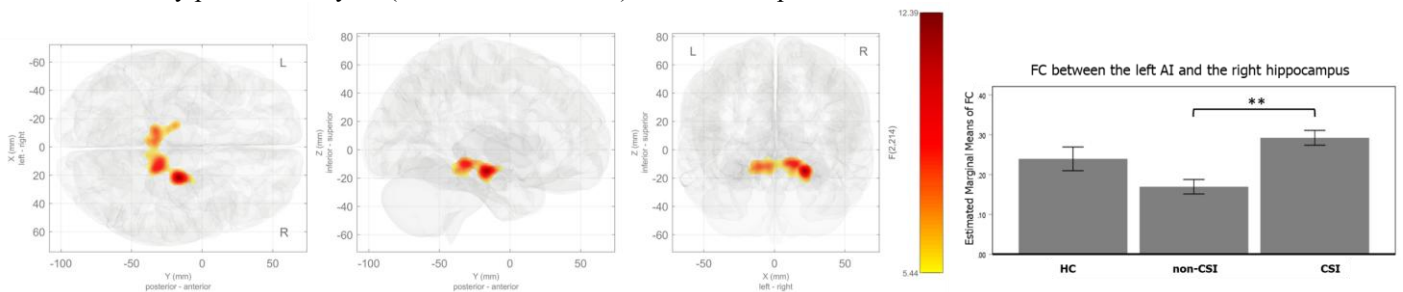 -60
-40
-20
0
20
40
60
X (mm)
left - right
L
R
-100
-50
0
50
Y (mm)
posterior - anterior
80
60
40
20
0
-20
-40
-60
Z (mm)
inferior - superior
-100
-50
0
50
Y (mm)
posterior - anterior
80
60
40
20
0
-20
-40
-60
Z (mm)
inferior - superior
L
R
-50
0
50
X (mm)
left - right
12.39
F(2,214)
5.44
FC between the left AI and the right hippocampus
Estimated Marginal Means of FC
.40
.30
.20
.10
.00
**
HC
non-CSI
CSI